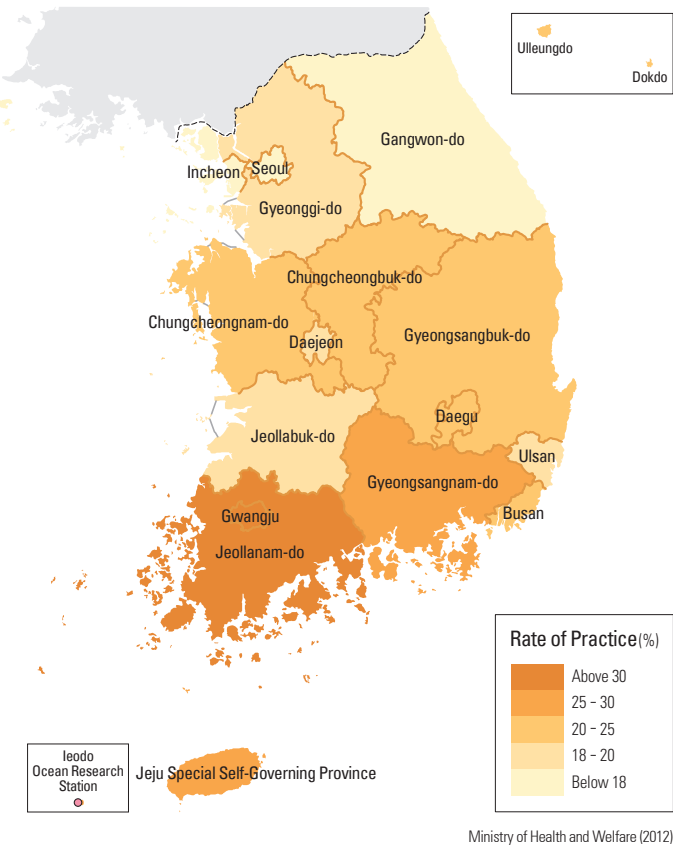 Ulleungdo
Dokdo
Gangwon-do
Incheon
Seoul
Gyeonggi-do
Chungcheongbuk-do
Chungcheongnam-do
Daejeon
Gyeongsangbuk-do
Daegu
Jeollabuk-do
Ulsan
Gyeongsangnam-do
Busan
Gwangju
Jeollanam-do
Rate of Practice(%)
Above 30
25 – 30
20 – 25
18 – 20
Below 18
Ieodo
Ocean Research
Station
Jeju Special Self-Governing Province
Ministry of Health and Welfare (2012)